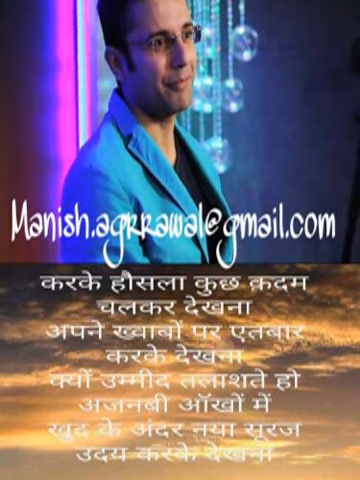 Manish.agrrawal@gmail.com
करके हौसला कुछ क़दम
चलकर देखना
अपने ख्वाबों पर एतबार
करके देखना
क्यों उम्मीद तलाशते हो
अजनबी ऑखों में
खुद के अंदर नया सूरज
उदय करके देखना